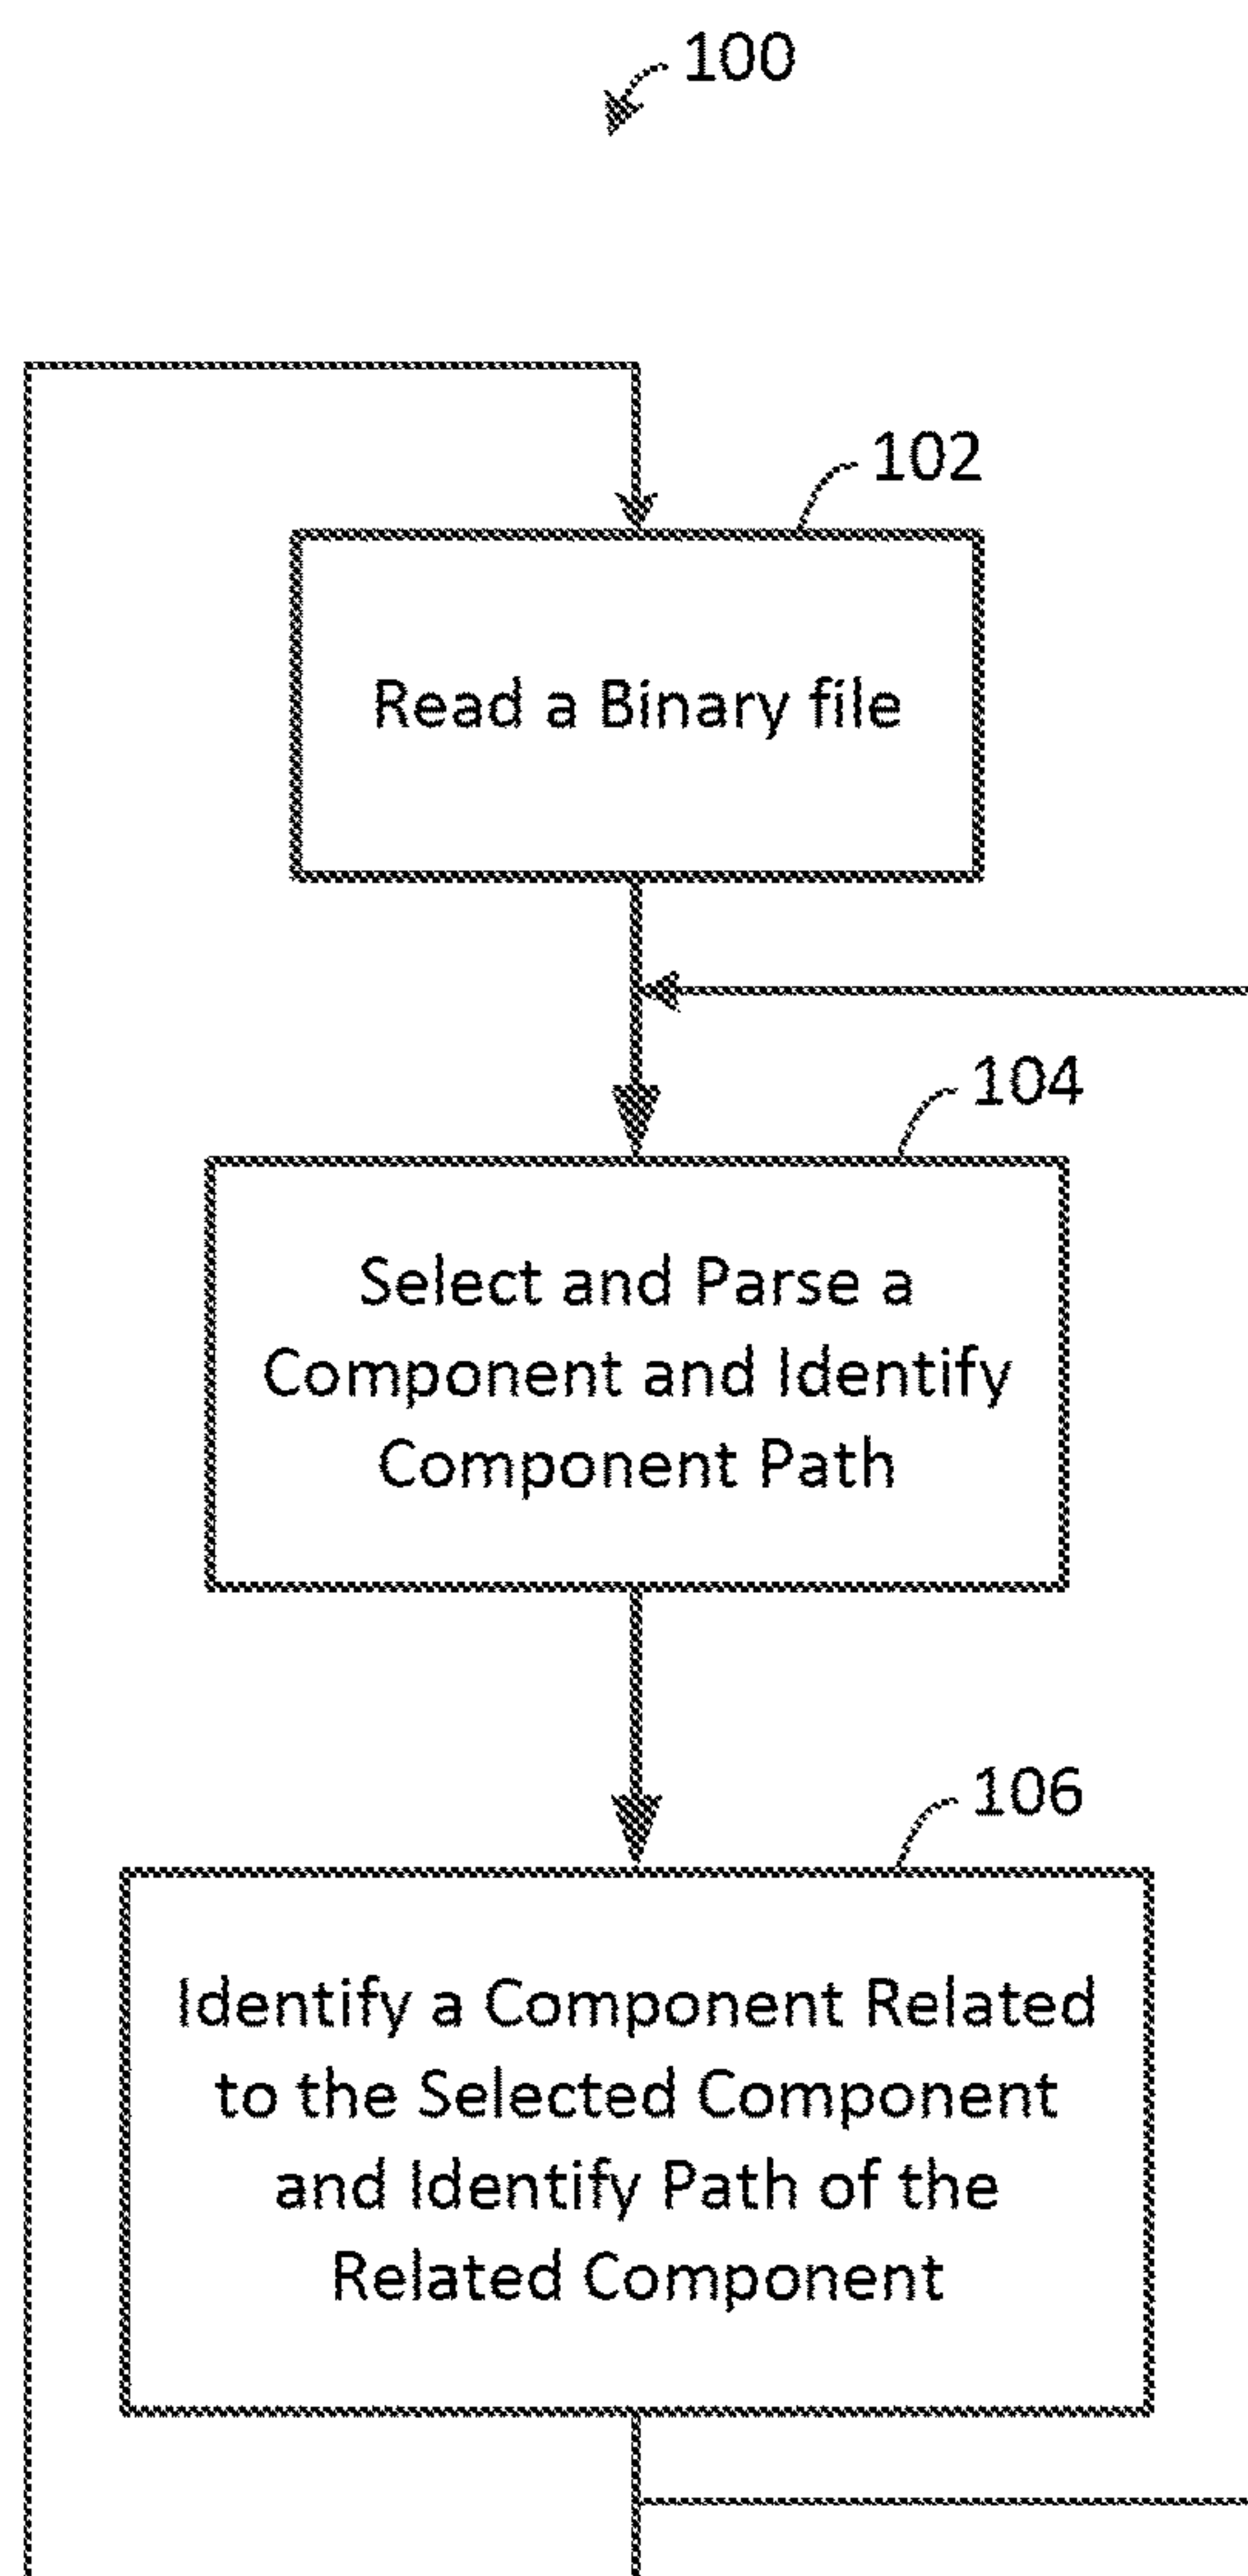 100
102
Read a Binary file
104
Select and Parse a
Component and Identify
Component Path
106
Identify a Component Related
to the Selected Component
and Identify Path of the
Related Component